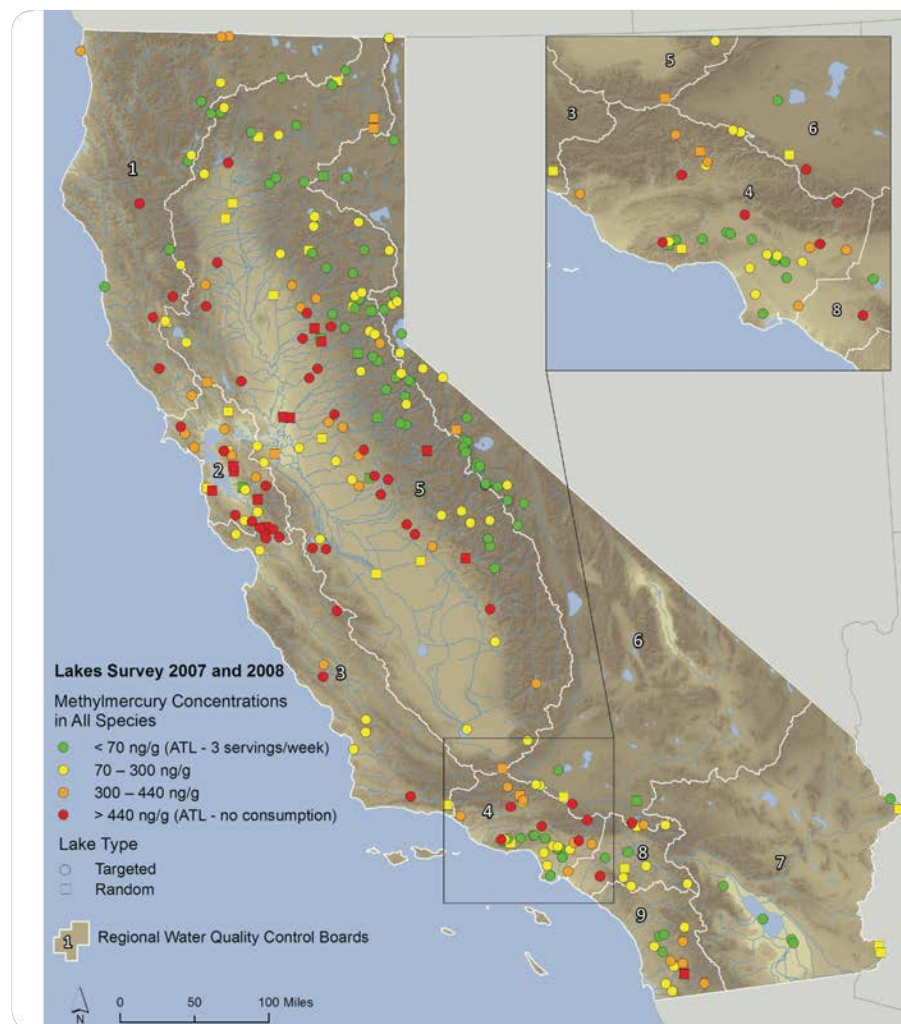 5
3
6
4
8
1
2
5
6
3
4
8
7
9
Lakes Survey 2007 and 2008
Methylmercury Concentrations
in All Species
< 70 ng/g (ATL - 3 servings/week)
70 – 300 ng/g
300 – 440 ng/g
> 440 ng/g (ATL - no consumption)
Lake Type
Targeted
Random
1 Regional Water Quality Control Boards
N
0 50 100 Miles